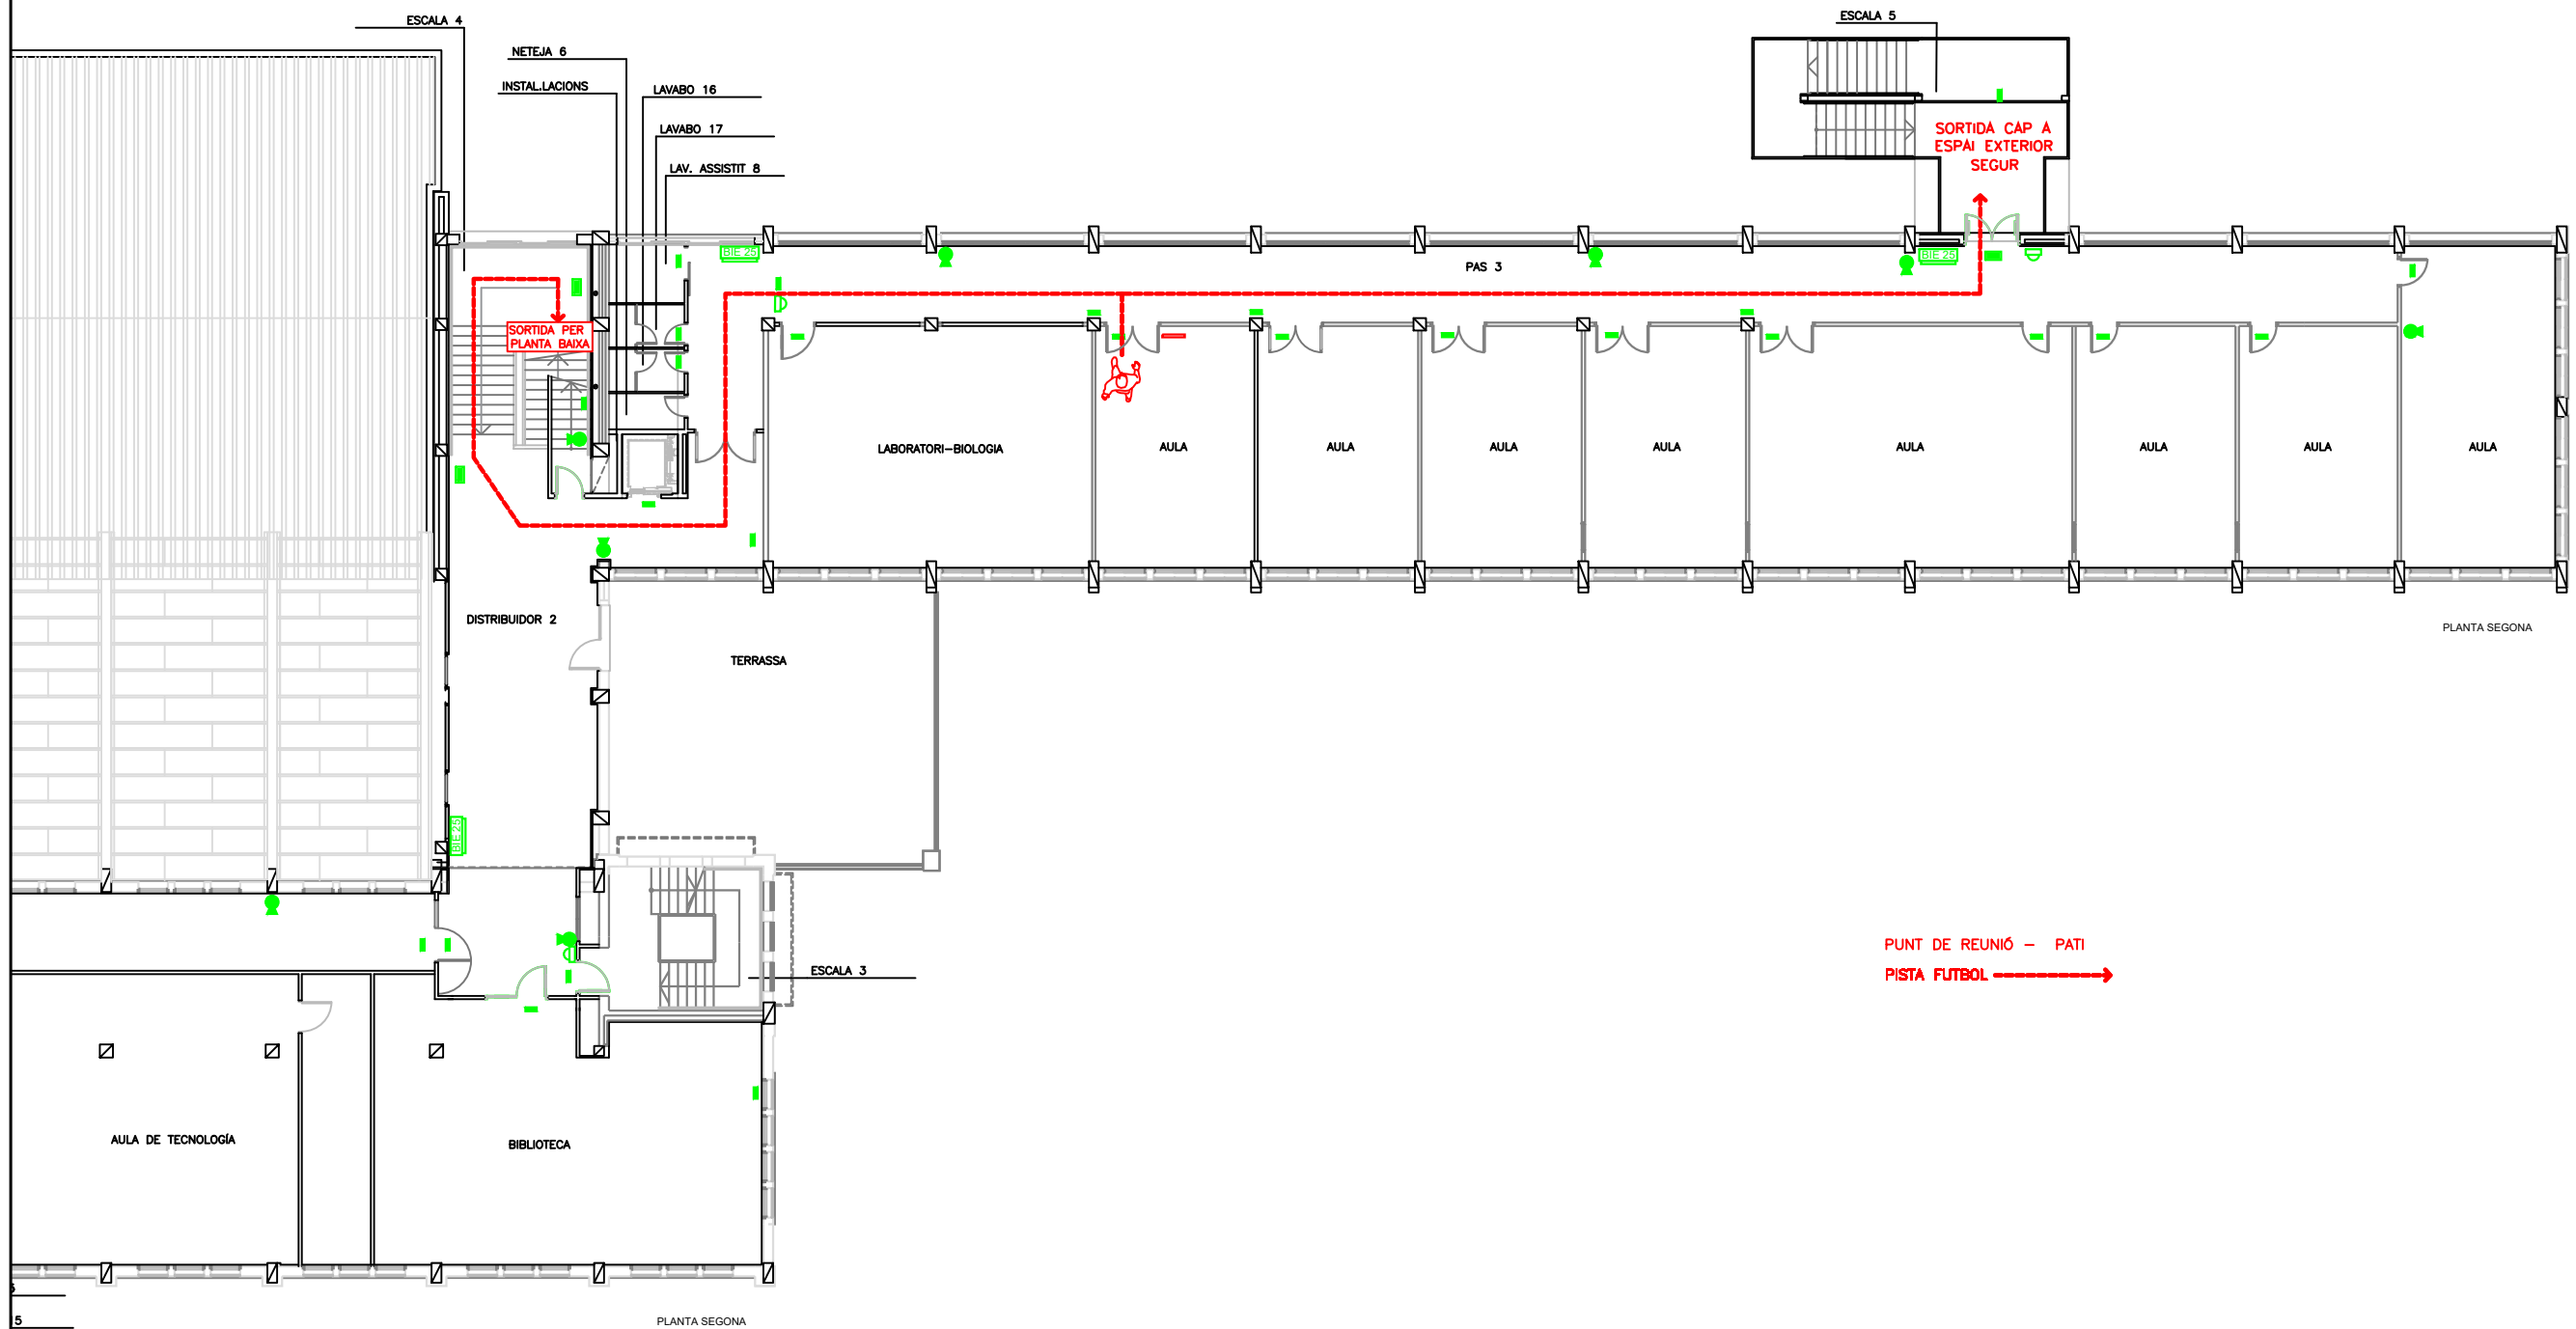 ESCALA 4
ESCALA 5
NETEJA 6
INSTAL.LACIONS
LAVABO 16
LAVABO 17
LAV. ASSISTIT 8
SORTIDA CAP A
ESPAI EXTERIOR
SEGUR
BIE 25
BIE 25
PAS 3
SORTIDA PER
PLANTA BAIXA
LABORATORI-BIOLOGIA
AULA
AULA
AULA
AULA
AULA
AULA
AULA
AULA
DISTRIBUIDOR 2
PLANTA SEGONA
TERRASSA
BIE 25
PUNT DE REUNIÓ - PATI
PISTA FUTBOL
ESCALA 3
AULA DE TECNOLOGÍA
BIBLIOTECA
5
PLANTA SEGONA